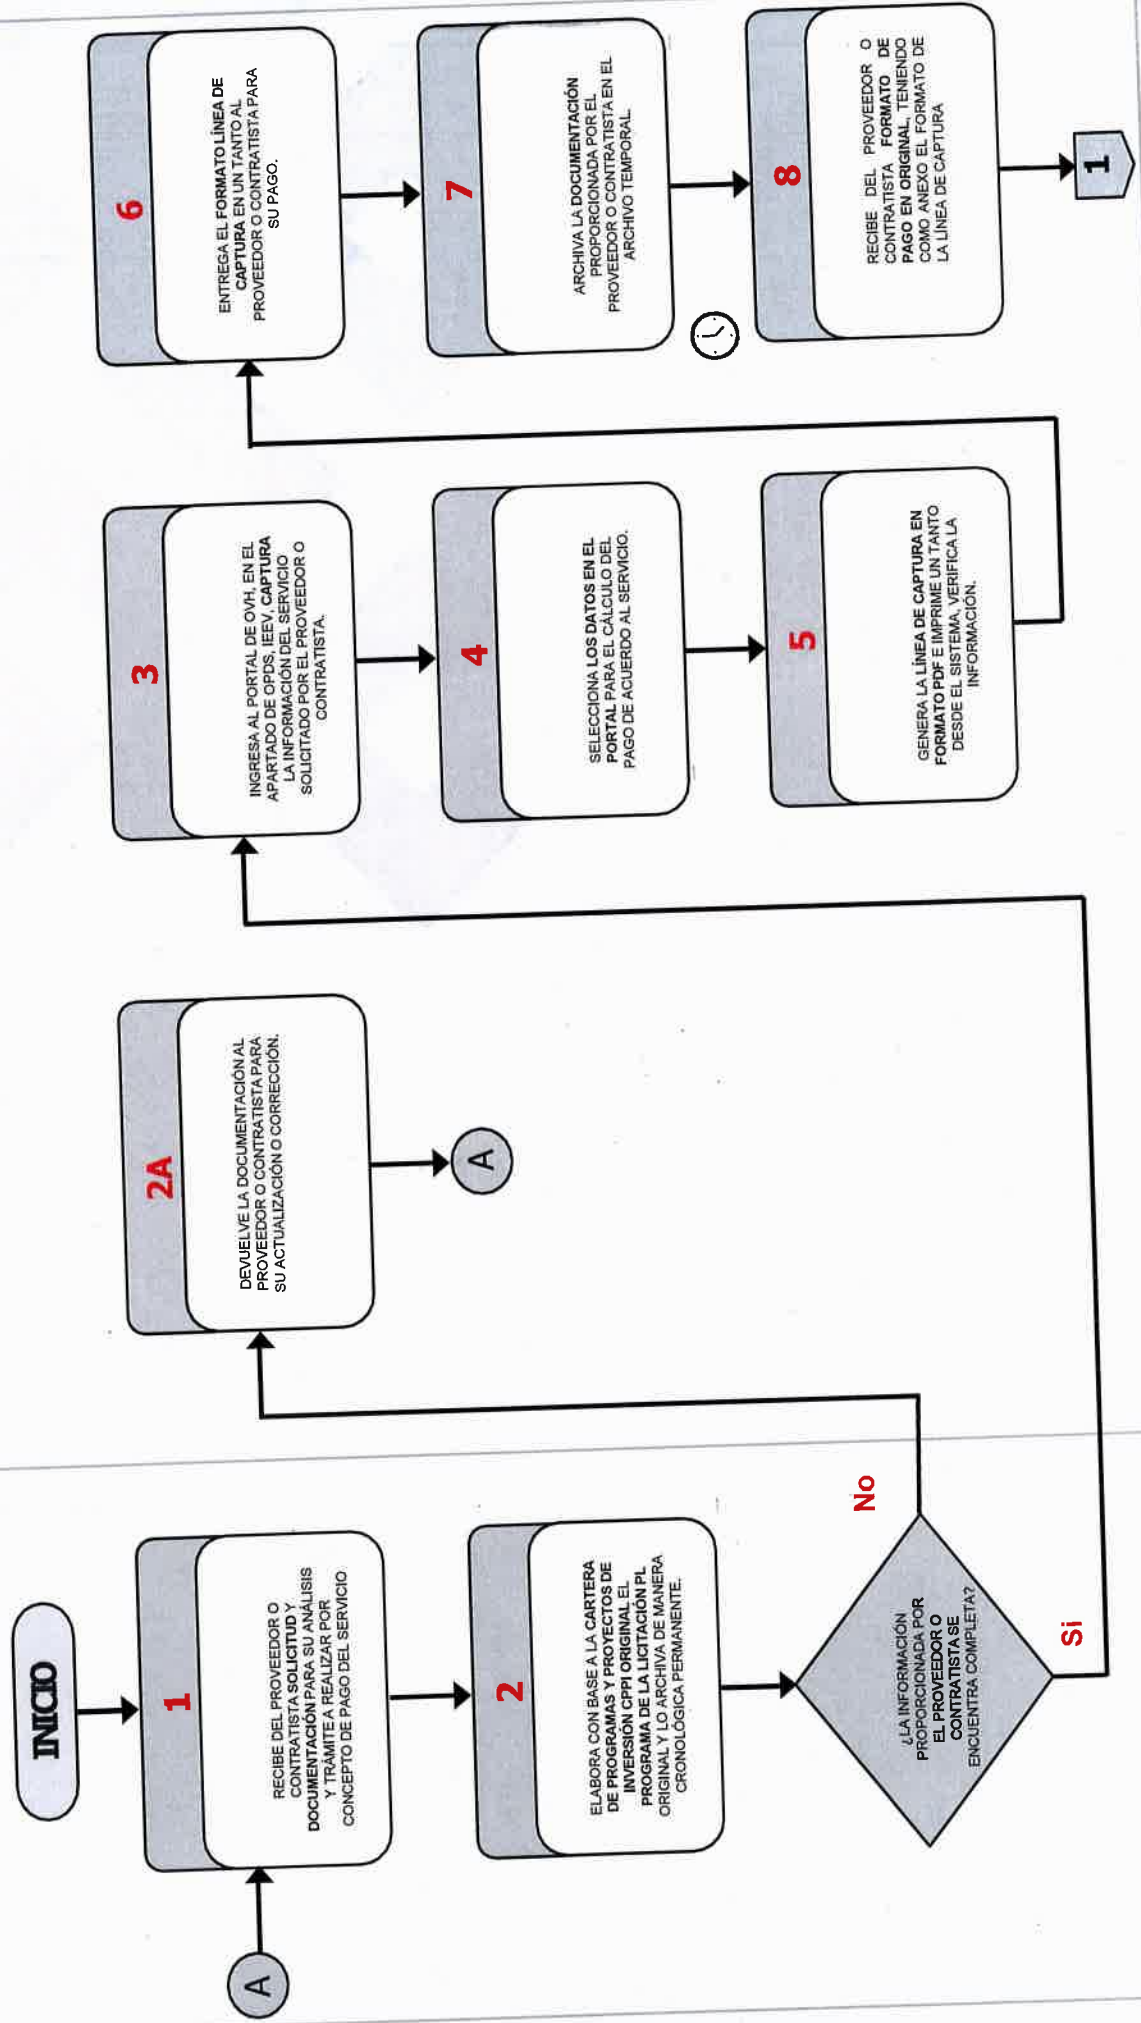 INICIO
A
1
RECIBE DEL PROVEEDOR O
CONTRATISTA SOLICITUD Y
DOCUMENTACIÓN PARA SU ANÁLISIS
Y TRÁMITE A REALIZAR POR
CONCEPTO DE PAGO DEL SERVICIO
2
ELABORA CON BASE A LA CARTERA
DE PROGRAMAS Y PROYECTOS DE
INVERSIÓN CPPI ORIGINAL EL
PROGRAMA DE LA LICITACIÓN PL
ORIGINAL Y LO ARCHIVA DE MANERA
CRONOLÓGICA PERMANENTE.
¿LA INFORMACIÓN
PROPORCIONADA POR
EL PROVEEDOR O
CONTRATISTA SE
ENCUENTRA COMPLETA?
No
Si
2A
DEVUELVE LA DOCUMENTACIÓN AL
PROVEEDOR O CONTRATISTA PARA
SU ACTUALIZACIÓN O CORRECCIÓN.
A
3
INGRESA AL PORTAL DE OVH, EN EL
APARTADO DE OPDS, IEEV, CAPTURA
LA INFORMACIÓN DEL SERVICIO
SOLICITADO POR EL PROVEEDOR O
CONTRATISTA.
4
SELECCIONA LOS DATOS EN EL
PORTAL PARA EL CÁLCULO DEL
PAGO DE ACUERDO AL SERVICIO.
5
GENERA LA LÍNEA DE CAPTURA EN
FORMATO PDF E IMPRIME UN TANTO
DESDE EL SISTEMA, VERIFICA LA
INFORMACIÓN.
6
ENTREGA EL FORMATO LÍNEA DE
CAPTURA EN UN TANTO AL
PROVEEDOR O CONTRATISTA PARA
SU PAGO.
7
ARCHIVA LA DOCUMENTACIÓN
PROPORCIONADA POR EL
PROVEEDOR O CONTRATISTA EN EL
ARCHIVO TEMPORAL.
8
RECIBE DEL PROVEEDOR O
CONTRATISTA FORMATO DE
PAGO EN ORIGINAL, TENIENDO
COMO ANEXO EL FORMATO DE
LA LÍNEA DE CAPTURA
1